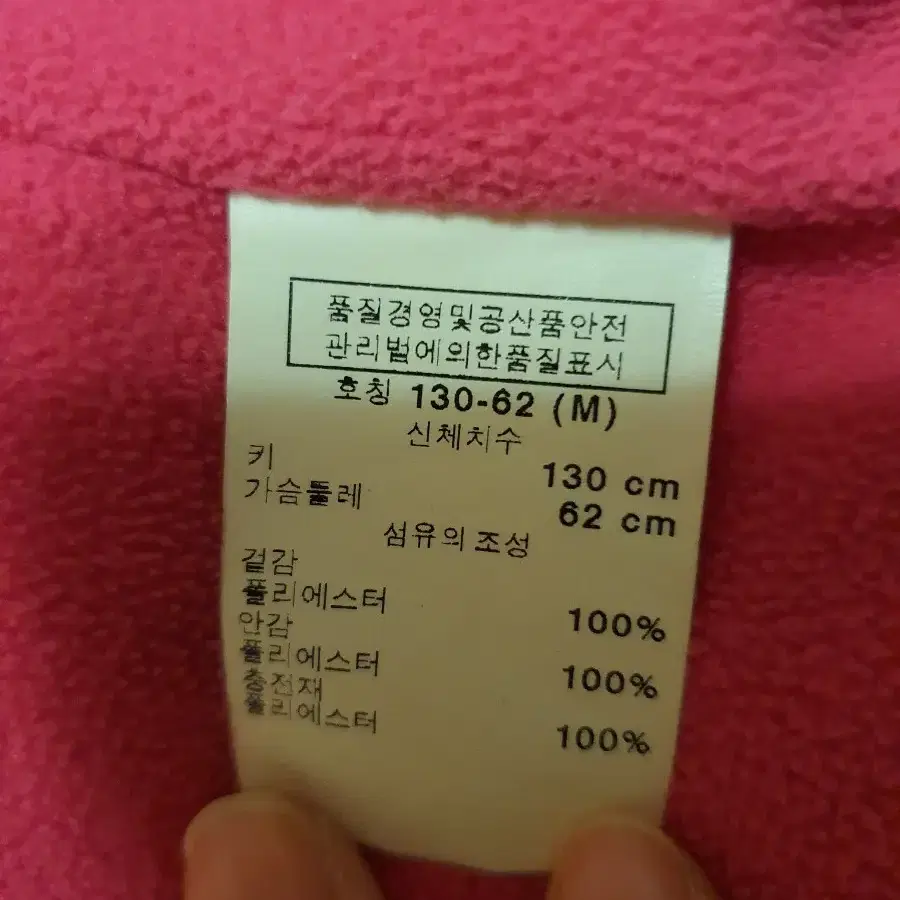 품질경영및공산품안전
관리법에의한품질표시
호칭 130-62 (M)
신체치수
키 130 cm
가슴둘레 62 cm
섬유의 조성
겉감
폴리에스터 100%
안감
폴리에스터 100%
충전재
폴리에스터 100%